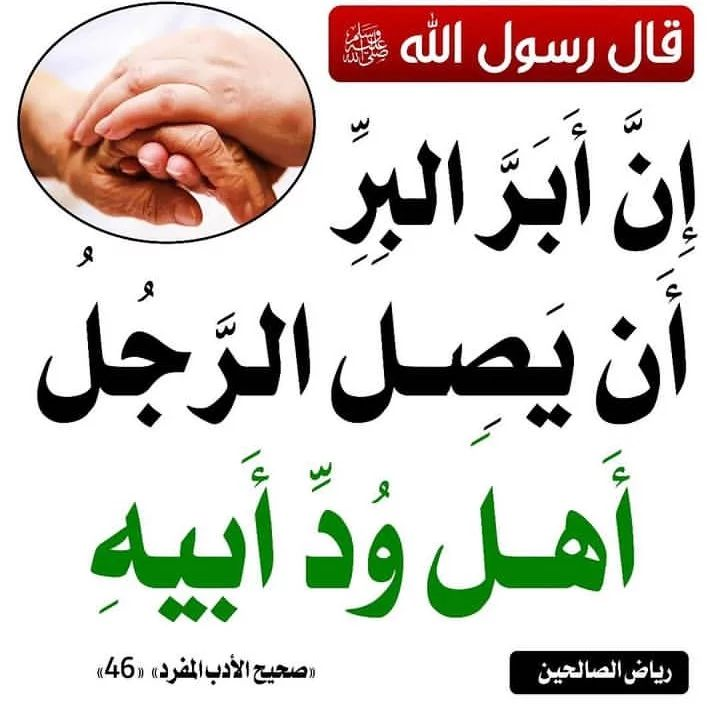 قال رسول الله ﷺ
إِنَّ أَبَرَّ البِرِّ
أَن يَصِل الرَّجُلُ
أَهلَ وُدِّ أَبيهِ
رياض الصالحين
«صحيح الأدب المفرد» «46»